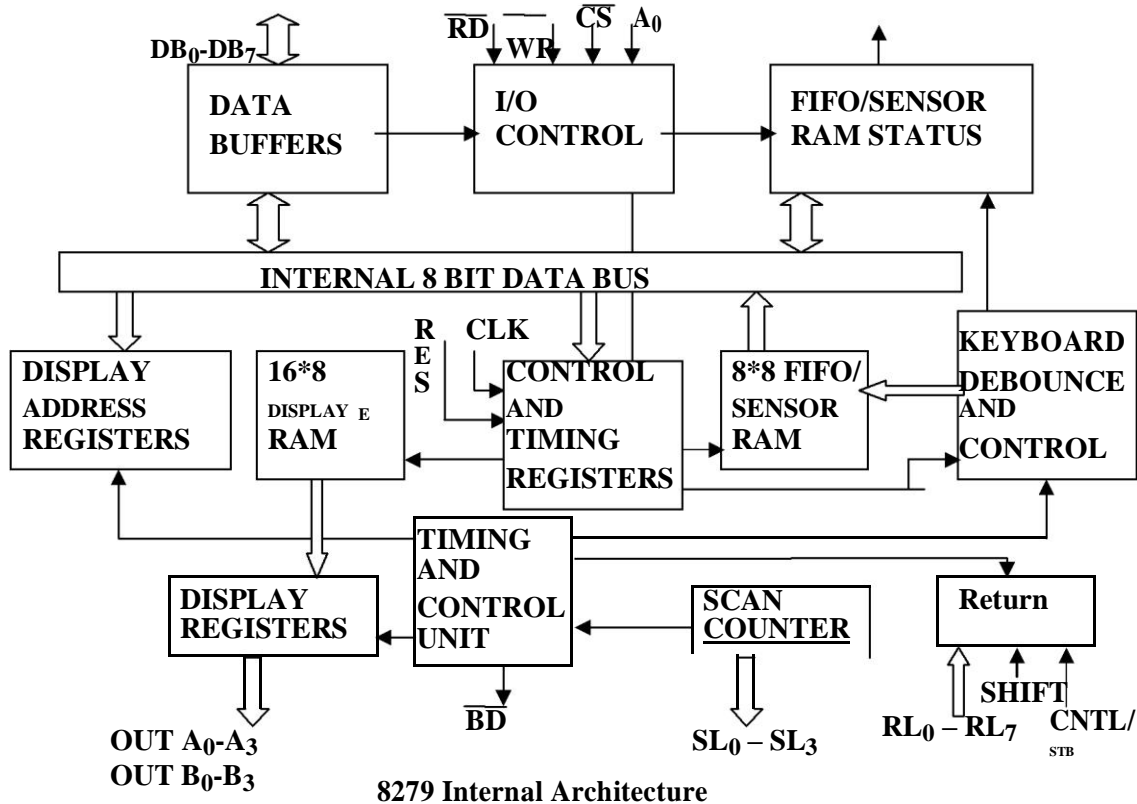 RD
WR
CS A0
DB0-DB7
DATA
BUFFERS
I/O
CONTROL
FIFO/SENSOR
RAM STATUS
INTERNAL 8 BIT DATA BUS
RES
CLK
DISPLAY
ADDRESS
REGISTERS
16*8
DISPLAY E
RAM
CONTROL
AND
TIMING
REGISTERS
8*8 FIFO/
SENSOR
RAM
KEYBOARD
DEBOUNCE
AND
CONTROL
DISPLAY
REGISTERS
TIMING
AND
CONTROL
UNIT
SCAN
COUNTER
Return
BD
SL0 – SL3
RL0 – RL7
SHIFT
CNTL/
STB
OUT A0-A3
OUT B0-B3
8279 Internal Architecture